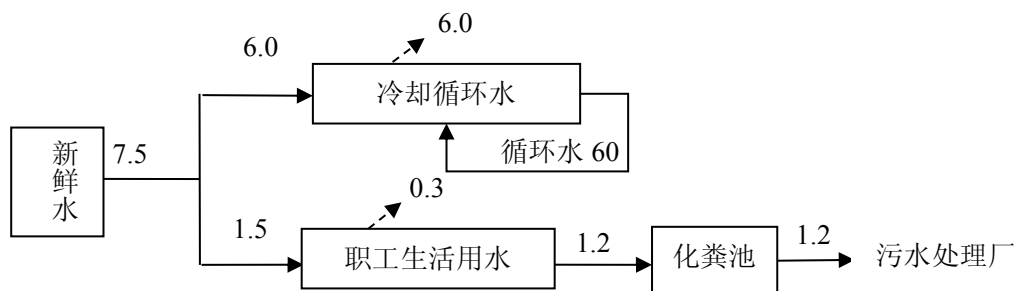 6.0
6.0
冷却循环水
循环水 60
新鲜水
7.5
0.3
1.5
职工生活用水
1.2
化粪池
1.2
污水处理厂